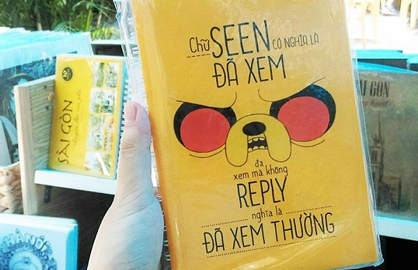 Chữ SEEN CÓ NGHĨA LÀ
ĐÃ XEM
đã
xem mà không
REPLY
nghĩa là
ĐÃ XEM THƯỜNG
SÀI GÒN
SÀI GÒN